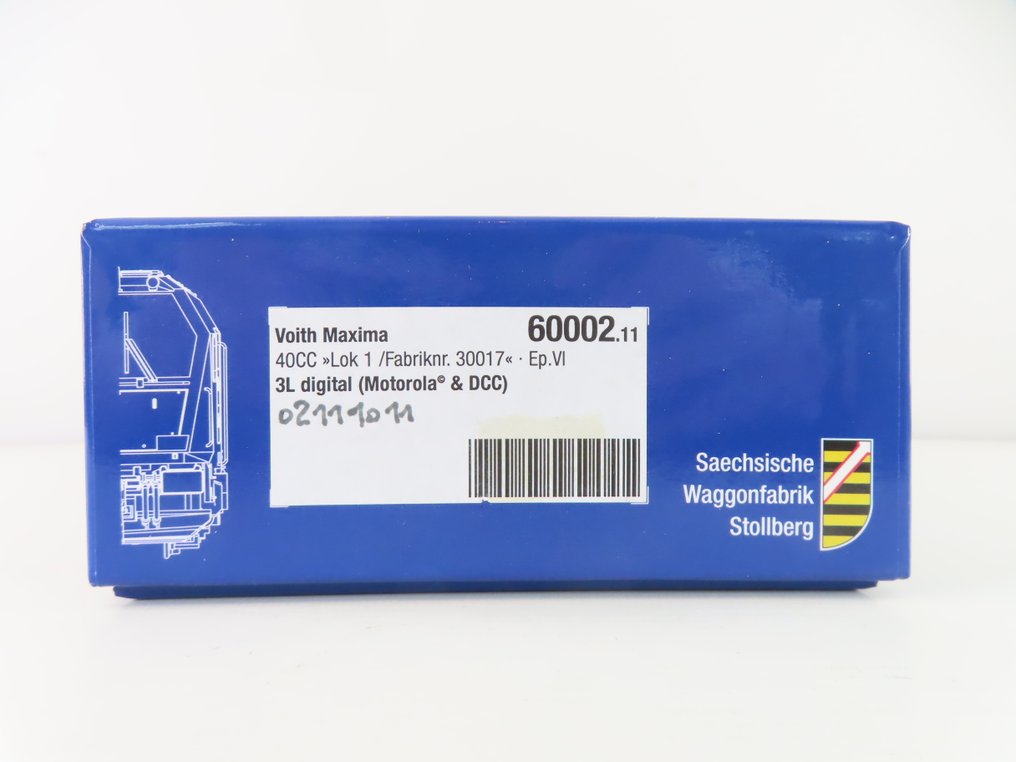 Voith Maxima 60002.11
40CC »Lok 1 /Fabriknr. 30017« · Ep.VI
3L digital (Motorola© & DCC)
02111011
Saechsische
Waggonfabrik
Stollberg